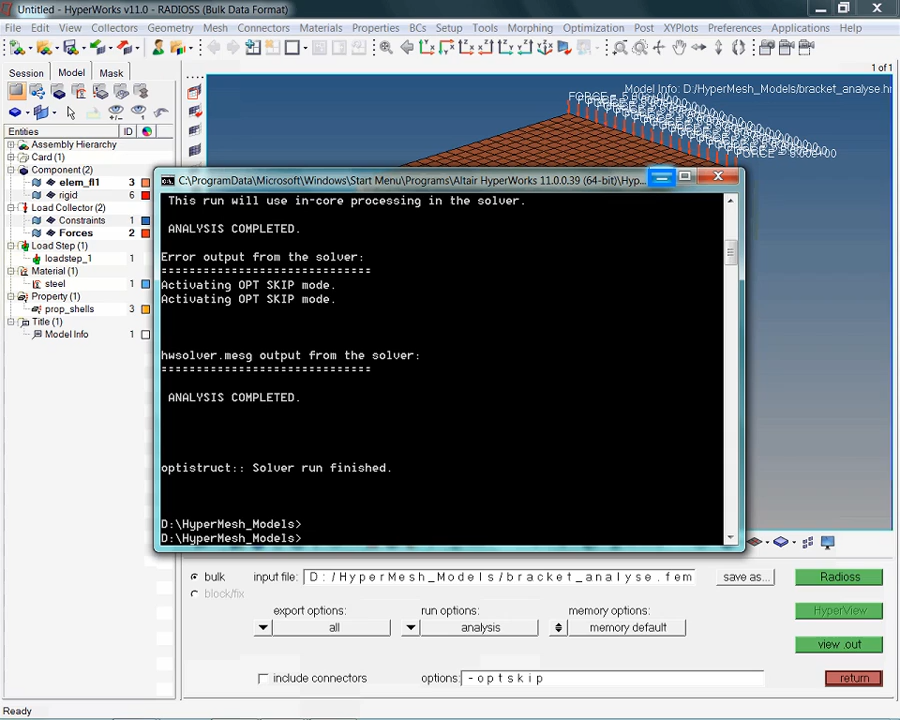 Untitled - HyperWorks v11.0 - RADIOSS (Bulk Data Format)
File Edit View Collectors Geometry Mesh Connectors Materials Properties BCs Setup Tools Morphing Optimization Post XYPlots Preferences Applications Help
Session Model Mask
1 of 1
Model Info: D:/HyperMesh_Models/bracket_analyse.hm
Entities ID
Assembly Hierarchy
Card (1)
Component (2)
elem_fl1 3
rigid 6
Load Collector (2)
Constraints 1
Forces 2
Load Step (1)
loadstep_1 1
Material (1)
steel 1
Property (1)
prop_shells 3
Title (1)
Model Info 1
C:\ProgramData\Microsoft\Windows\Start Menu\Programs\Altair HyperWorks 11.0.0.39 (64-bit)\Hyp...
This run will use in-core processing in the solver.
ANALYSIS COMPLETED.
Error output from the solver:
==============================
Activating OPT SKIP mode.
Activating OPT SKIP mode.
hwsolver.mesg output from the solver:
==============================
ANALYSIS COMPLETED.
optistruct:: Solver run finished.
D:\HyperMesh_Models>
D:\HyperMesh_Models>
bulk input file: D:/HyperMesh_Models/bracket_analyse.fem save as... Radioss
block/fix
export options: run options: memory options: HyperView
all analysis memory default
view .out
include connectors options: -optskip return
Ready